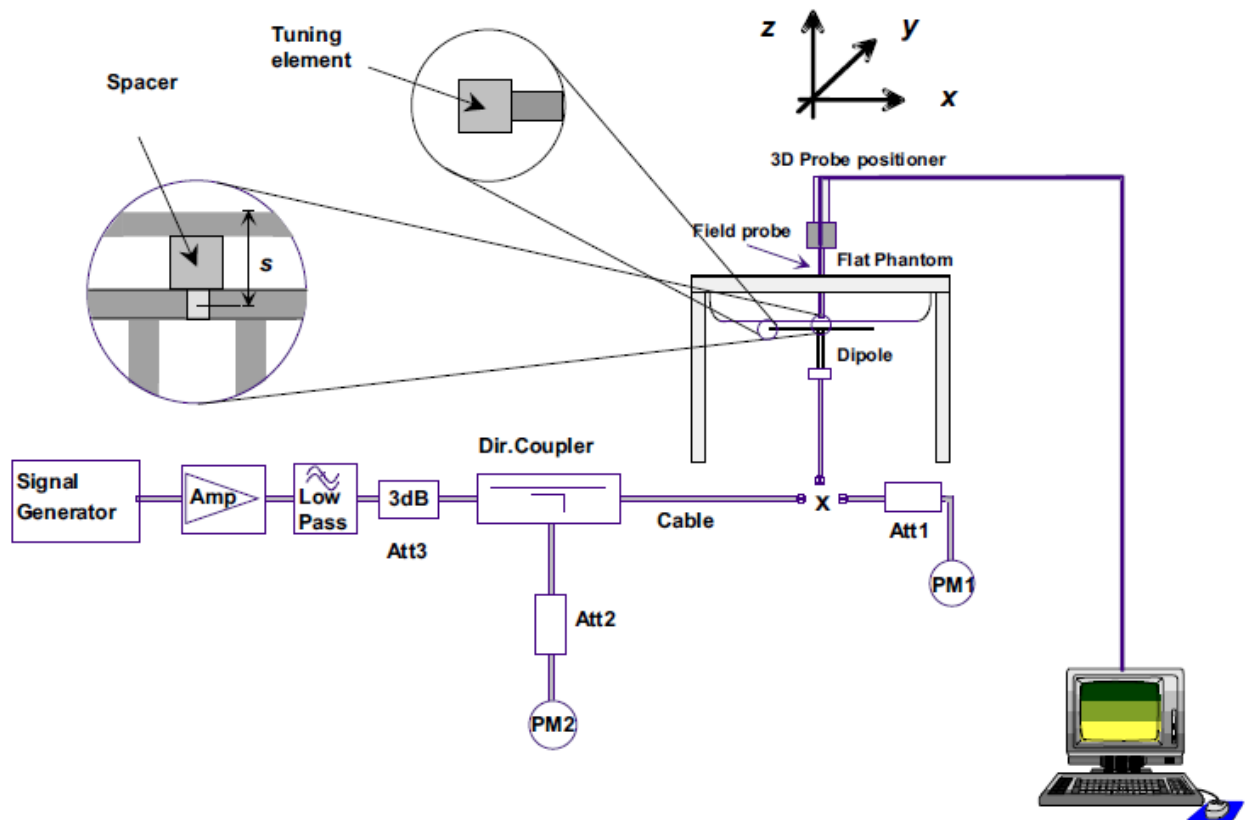 Tuning
element
z
y
x
Spacer
3D Probe positioner
s
Field probe
Flat Phantom
Dipole
Dir.Coupler
Signal
Generator
Amp
Low
Pass
3dB
Att3
Cable
X
Att1
PM1
Att2
PM2